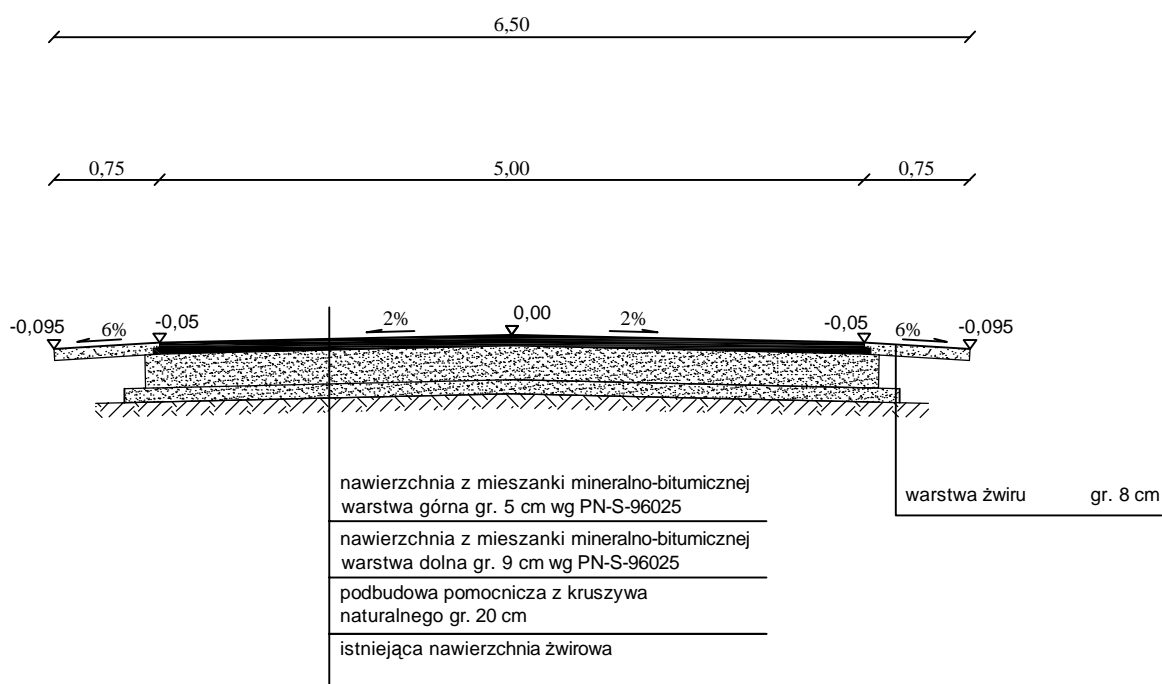 6,50
0,75 5,00 0,75
-0,095 6% -0,05 2% 0,00 2% -0,05 6% -0,095
nawierzchnia z mieszanki mineralno-bitumicznej
warstwa górna gr. 5 cm wg PN-S-96025
nawierzchnia z mieszanki mineralno-bitumicznej
warstwa dolna gr. 9 cm wg PN-S-96025
podbudowa pomocnicza z kruszywa
naturalnego gr. 20 cm
istniejąca nawierzchnia żwirowa
warstwa żwiru gr. 8 cm